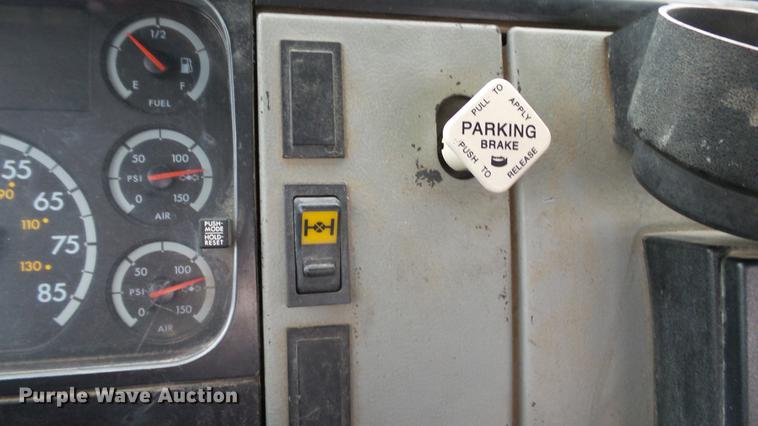 1/2
E F
FUEL
50 100
PSI
0 150
AIR
PUSH-
MODE
HOLD-
RESET
50 100
PSI
0 150
AIR
55
90
65
110
75
130
85
PULL TO APPLY
PARKING
BRAKE
PUSH TO RELEASE
Purple Wave Auction